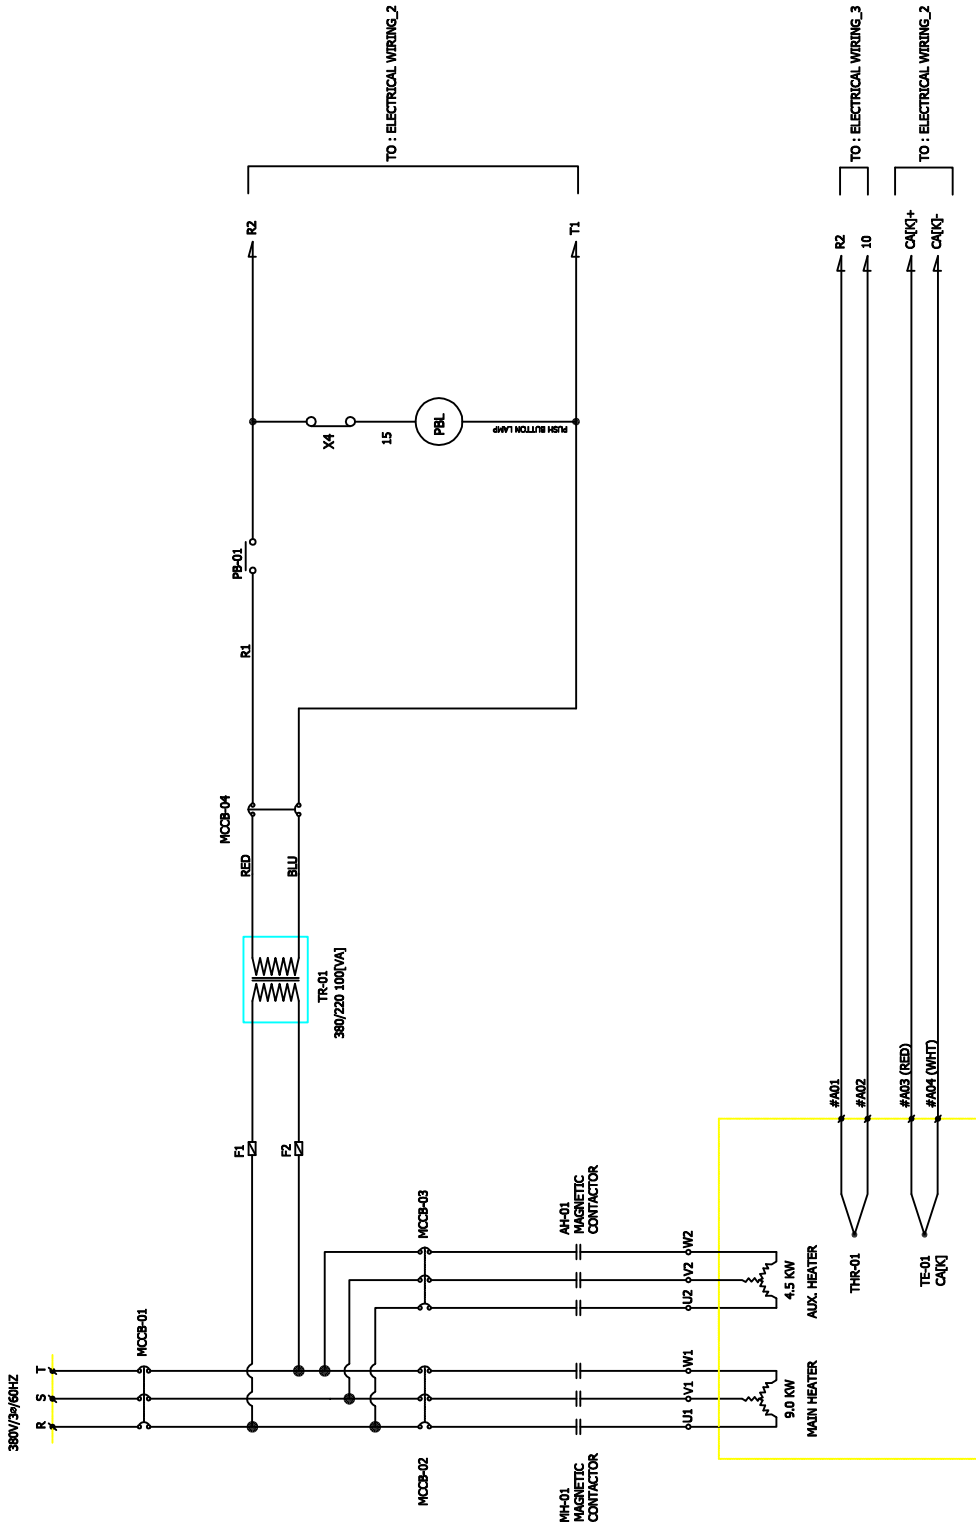 380V/3ø/60HZ
R
S
T
MCCB-01
F1
F2
TR-01
380/220 100[VA]
RED
BLU
MCCB-04
R1
PB-01
X4
15
PBL
PUSH BUTTON LAMP
R2
T1
TO : ELECTRICAL WIRING_2
MCCB-02
MCCB-03
MH-01
MAGNETIC
CONTACTOR
AH-01
MAGNETIC
CONTACTOR
U1
V1
W1
U2
V2
W2
9.0 KW
MAIN HEATER
4.5 KW
AUX. HEATER
THR-01
TE-01
CA[K]
#A01
#A02
#A03 (RED)
#A04 (WHT)
R2
10
CA[K]+
CA[K]-
TO : ELECTRICAL WIRING_3
TO : ELECTRICAL WIRING_2